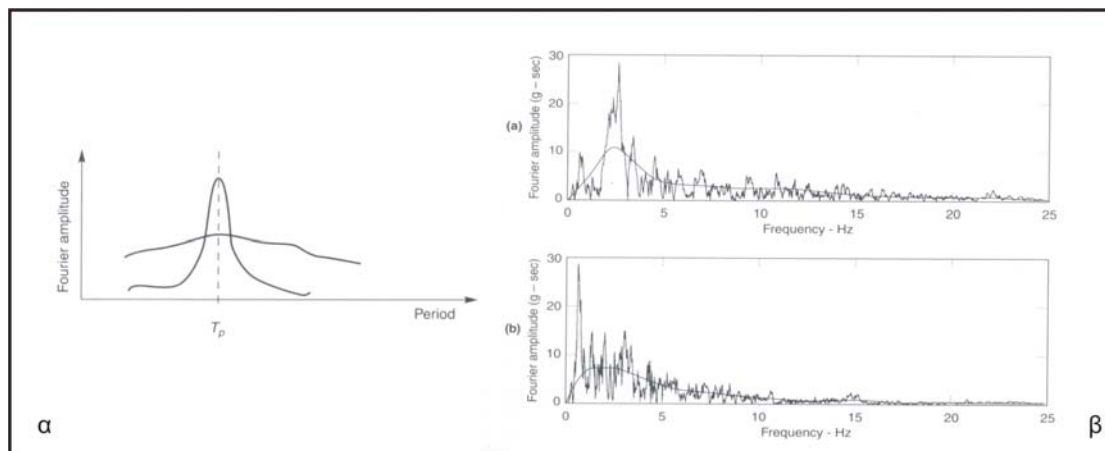 Fourier amplitude
Period
Tp
α
(a)
Fourier amplitude (g – sec)
30
20
10
0
0
5
10
15
20
25
Frequency - Hz
(b)
Fourier amplitude (g – sec)
30
20
10
0
0
5
10
15
20
25
Frequency - Hz
β